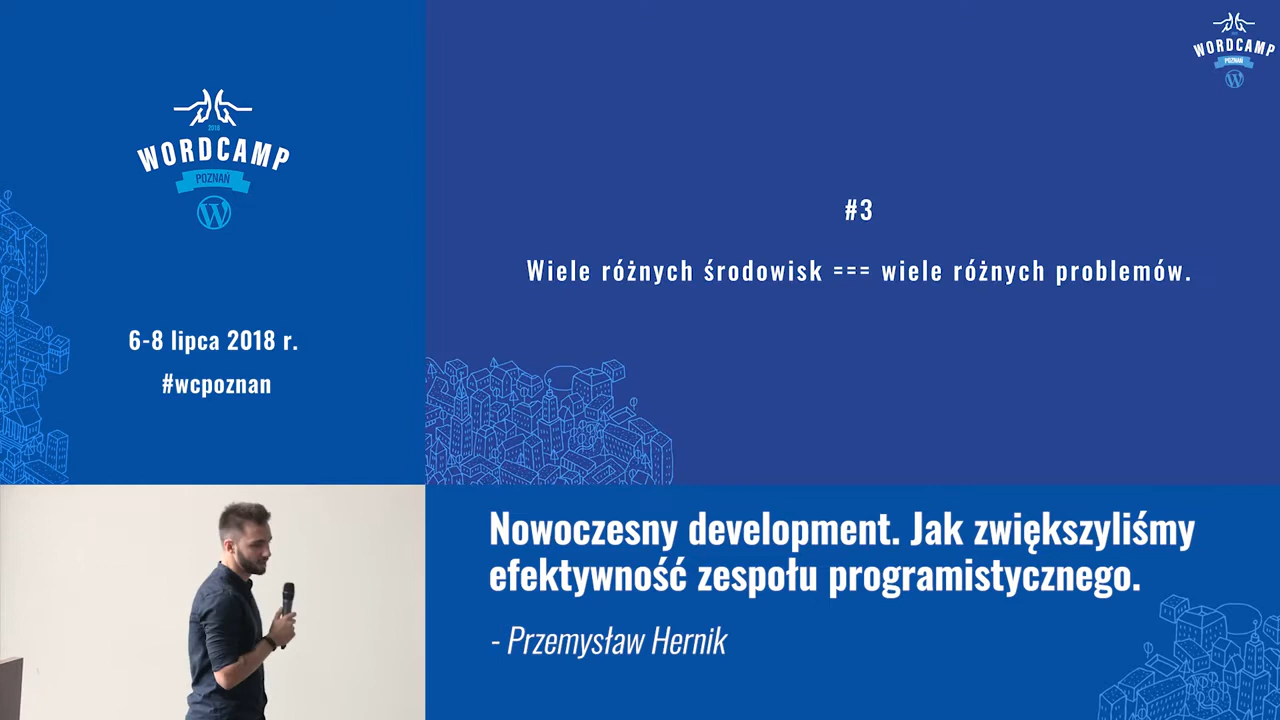 2018
WORDCAMP
POZNAŃ
6-8 lipca 2018 r.
#wcpoznan
WORDCAMP
POZNAŃ
#3
Wiele różnych środowisk === wiele różnych problemów.
Nowoczesny development. Jak zwiększyliśmy
efektywność zespołu programistycznego.
- Przemysław Hernik